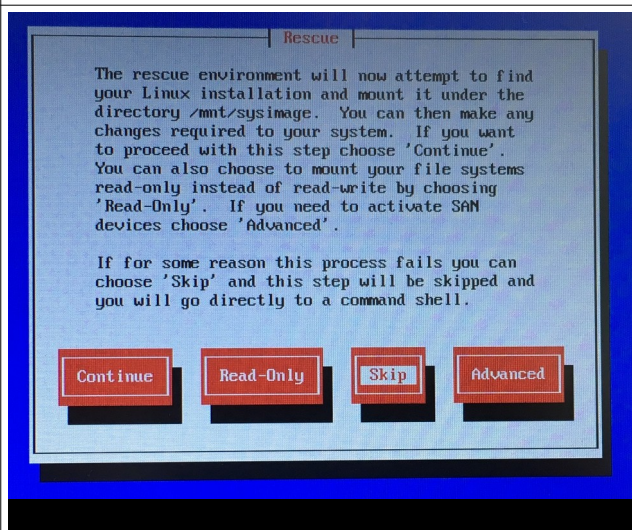 Rescue
The rescue environment will now attempt to find
your Linux installation and mount it under the
directory /mnt/sysimage.  You can then make any
changes required to your system.  If you want
to proceed with this step choose 'Continue'.
You can also choose to mount your file systems
read-only instead of read-write by choosing
'Read-Only'.  If you need to activate SAN
devices choose 'Advanced'.
If for some reason this process fails you can
choose 'Skip' and this step will be skipped and
you will go directly to a command shell.
Continue Read-Only Skip Advanced